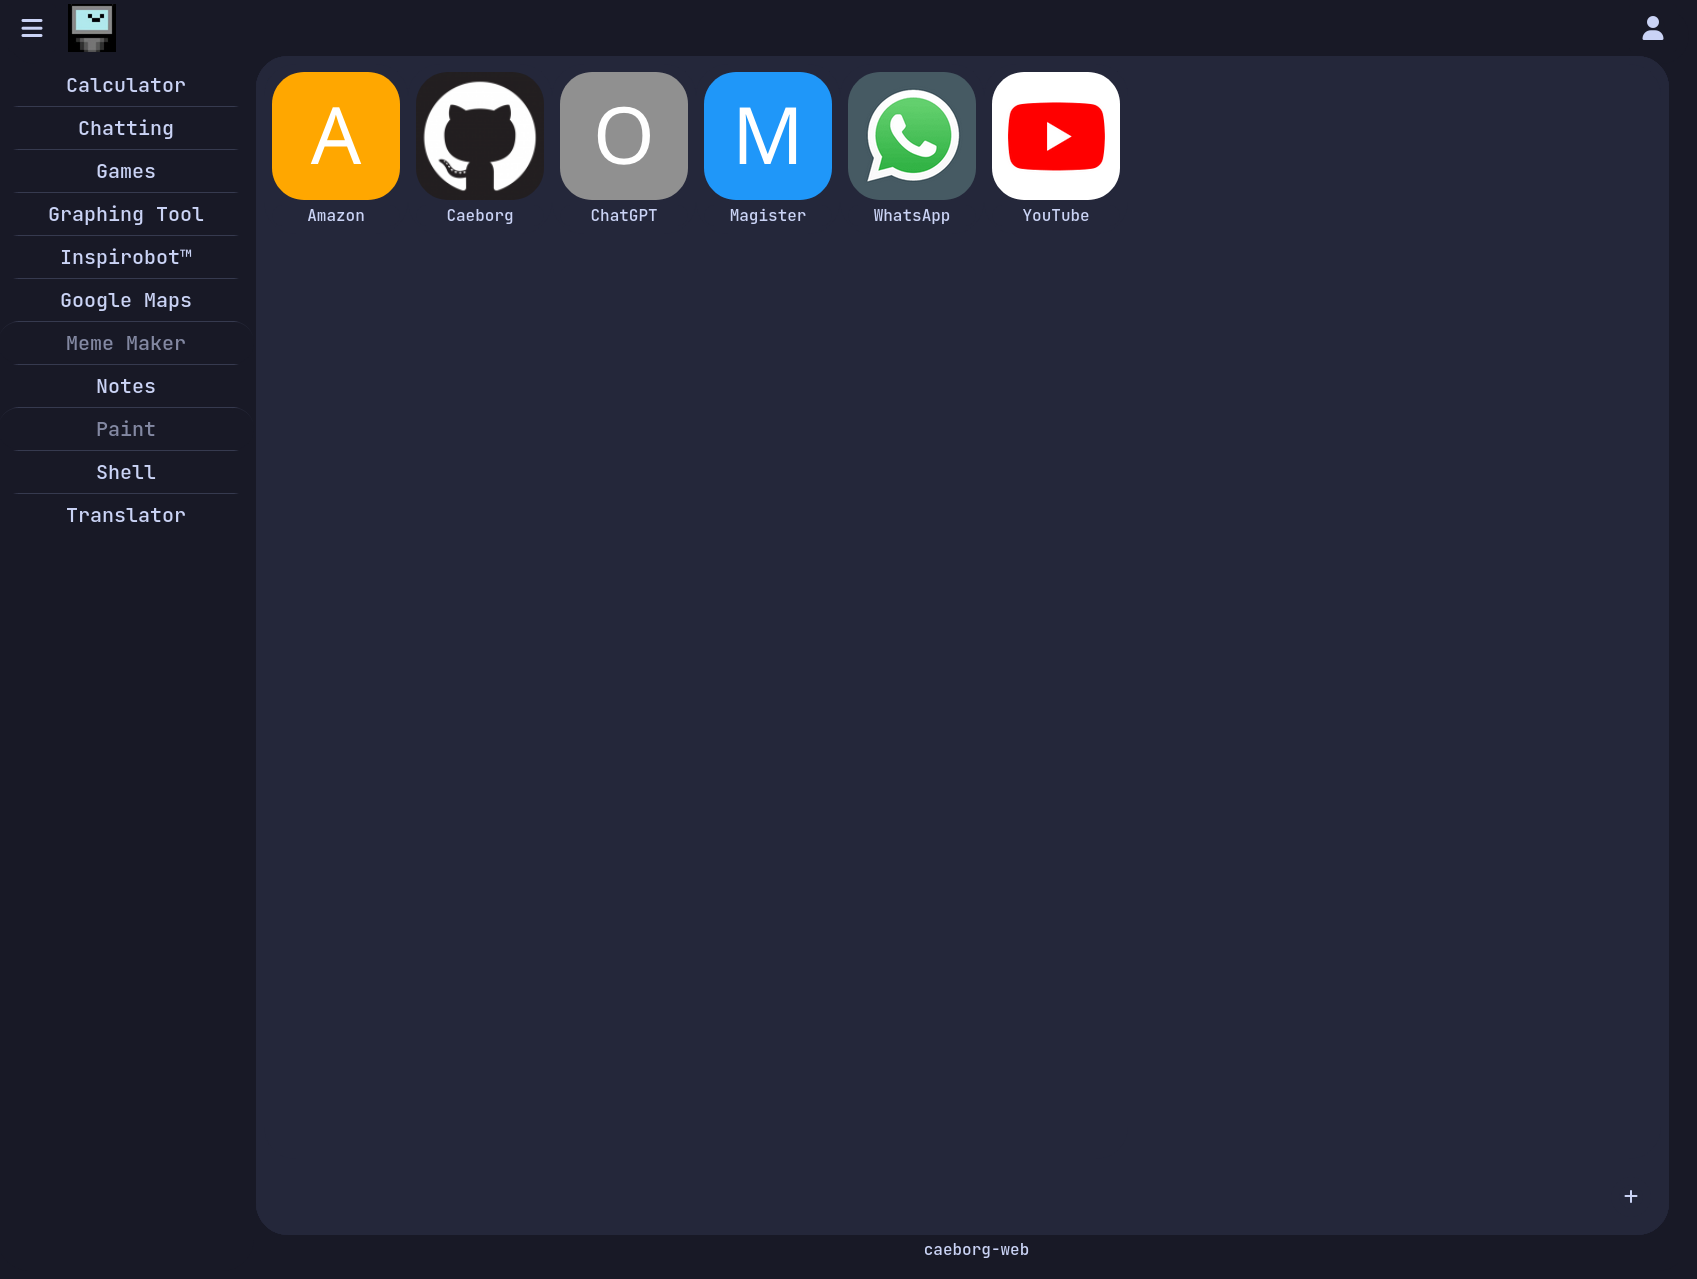 Calculator
Chatting
Games
Graphing Tool
Inspirobot™
Google Maps
Meme Maker
Notes
Paint
Shell
Translator
A
O
M
Amazon
Caeborg
ChatGPT
Magister
WhatsApp
YouTube
+
caeborg-web